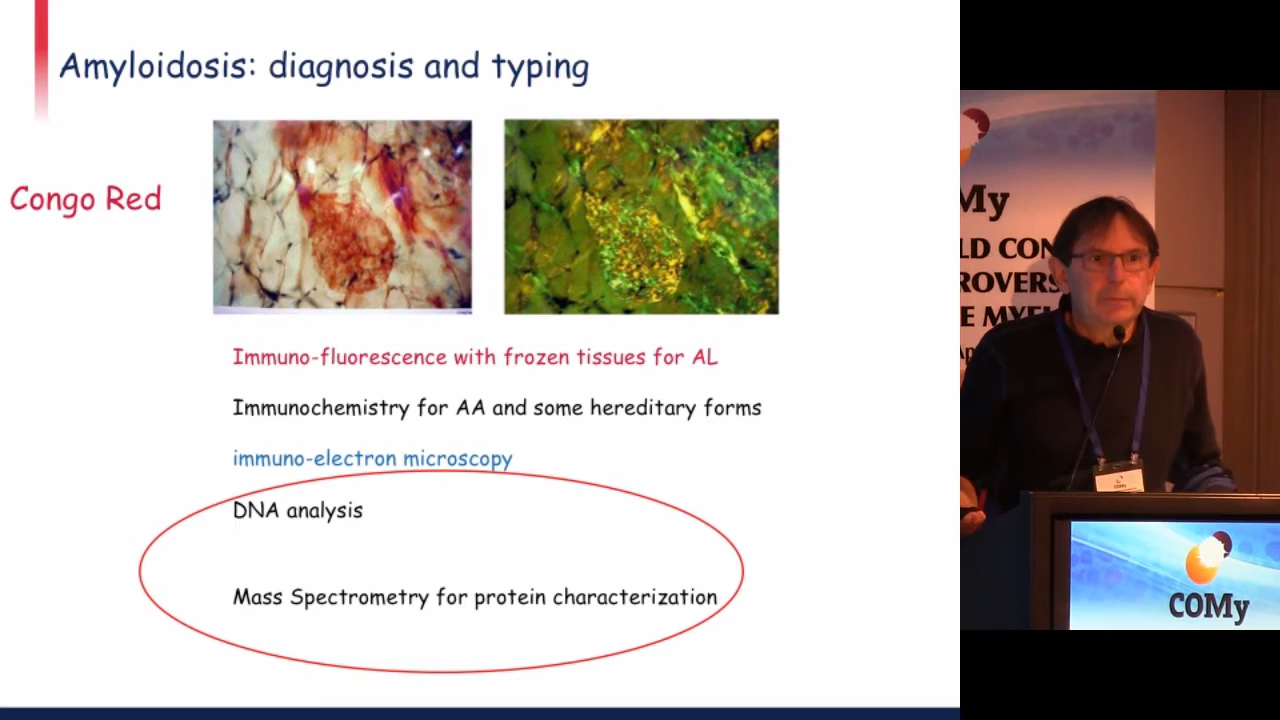 Amyloidosis: diagnosis and typing
Congo Red
Immuno-fluorescence with frozen tissues for AL
Immunochemistry for AA and some hereditary forms
immuno-electron microscopy
DNA analysis
Mass Spectrometry for protein characterization
My
LD CON
ROVERS
E MYE
Ap
COMy